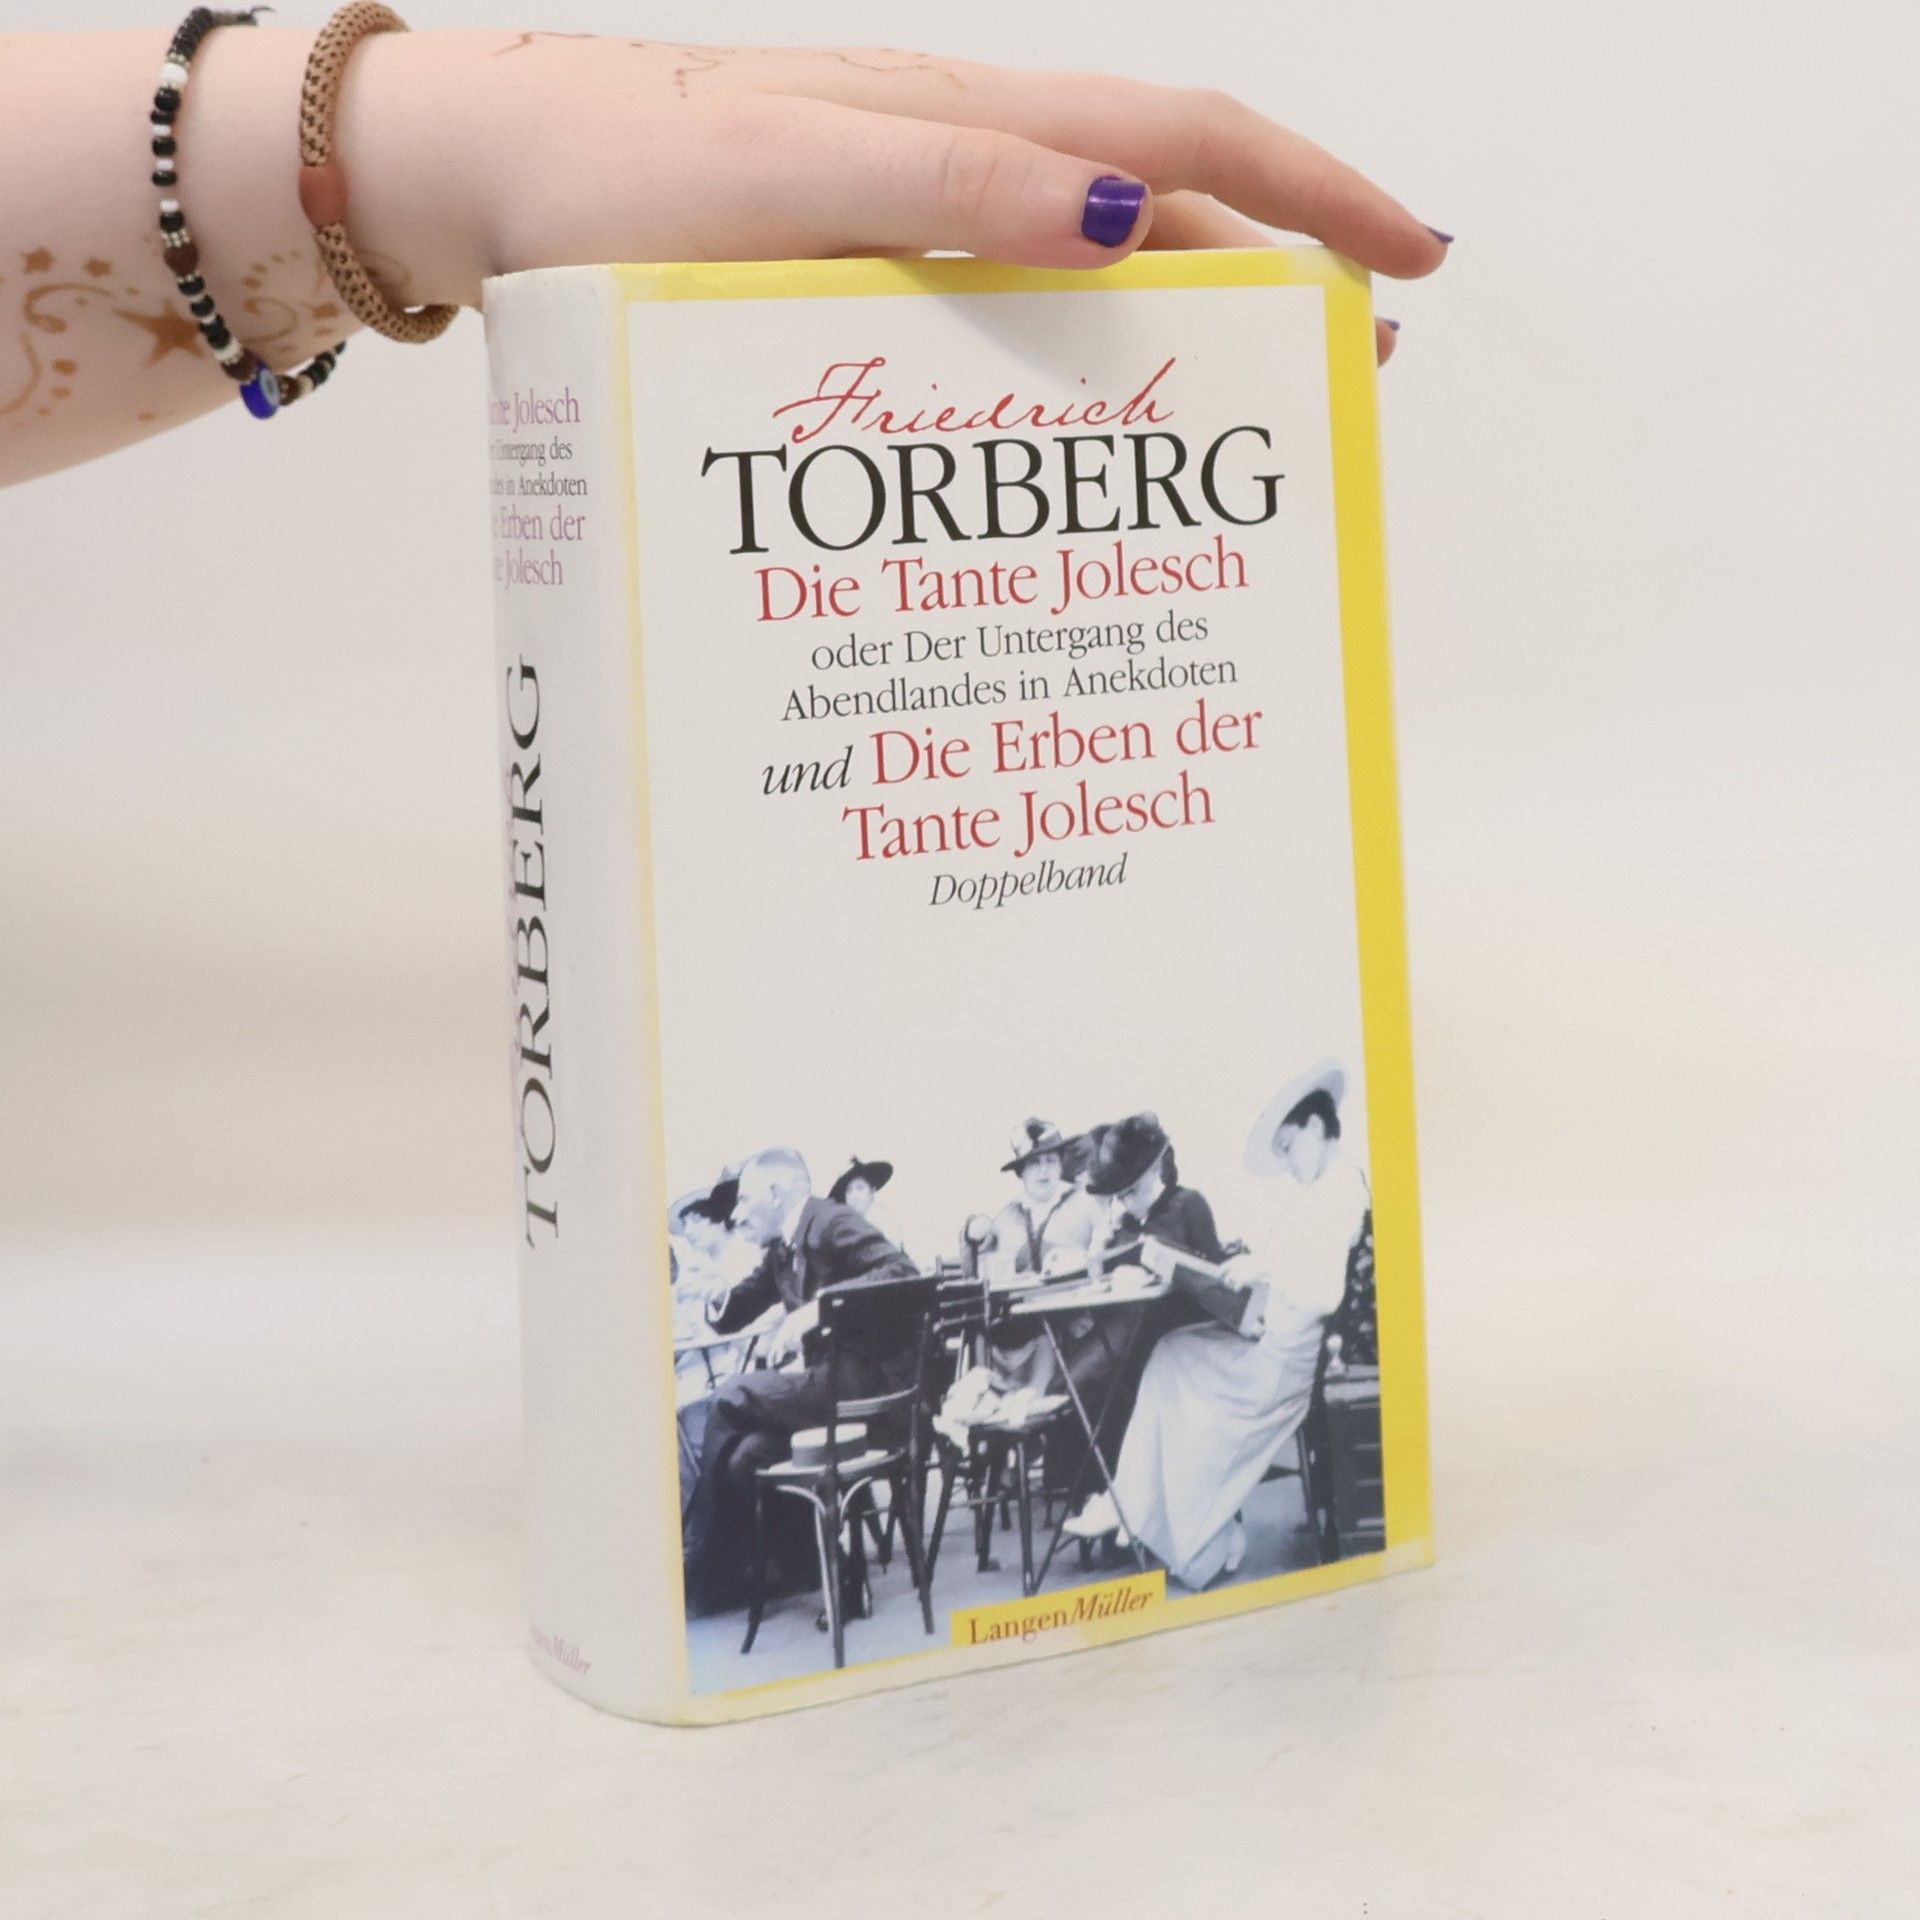 Friedrich
TORBERG
Die Tante Jolesch
oder Der Untergang des
Abendlandes in Anekdoten
und Die Erben der
Tante Jolesch
Doppelband
LangenMüller
Jolesch
Untergang des
in Anekdoten
Erben der
Jolesch
TORBERG
Müller